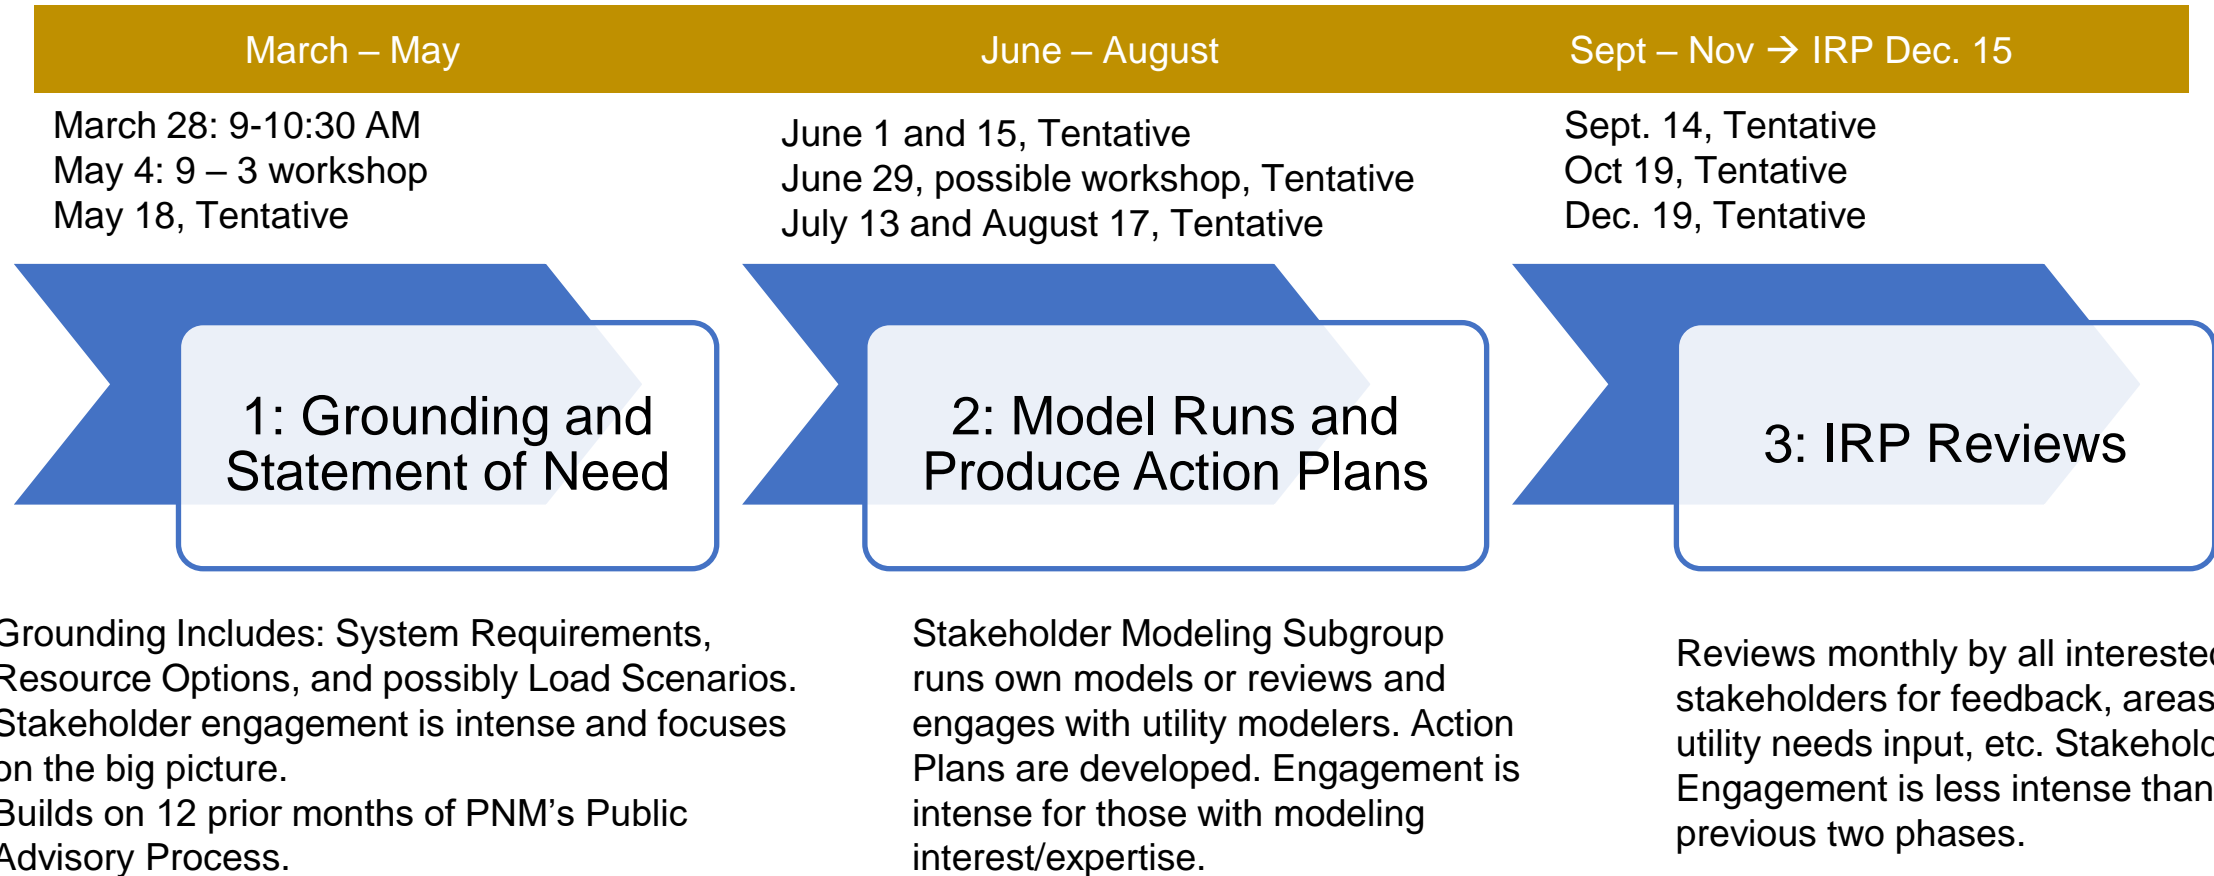 March – May
June – August
Sept – Nov → IRP Dec. 15
March 28: 9-10:30 AM
May 4: 9 – 3 workshop
May 18, Tentative
June 1 and 15, Tentative
June 29, possible workshop, Tentative
July 13 and August 17, Tentative
Sept. 14, Tentative
Oct 19, Tentative
Dec. 19, Tentative
1: Grounding and
Statement of Need
2: Model Runs and
Produce Action Plans
3: IRP Reviews
Grounding Includes: System Requirements,
Resource Options, and possibly Load Scenarios.
Stakeholder engagement is intense and focuses
on the big picture.
Builds on 12 prior months of PNM’s Public
Advisory Process.
Stakeholder Modeling Subgroup
runs own models or reviews and
engages with utility modelers. Action
Plans are developed. Engagement is
intense for those with modeling
interest/expertise.
Reviews monthly by all interested
stakeholders for feedback, areas
utility needs input, etc. Stakehold
Engagement is less intense than
previous two phases.